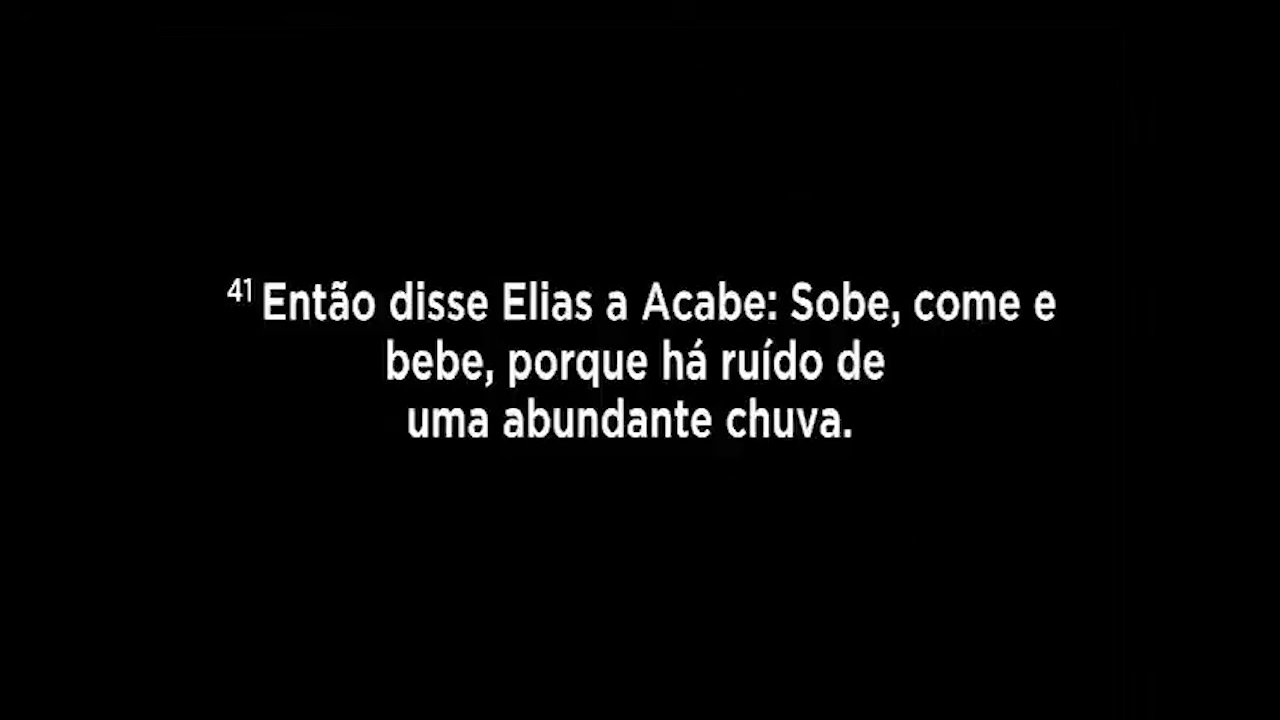 41 Então disse Elias a Acabe: Sobe, come e
bebe, porque há ruído de
uma abundante chuva.